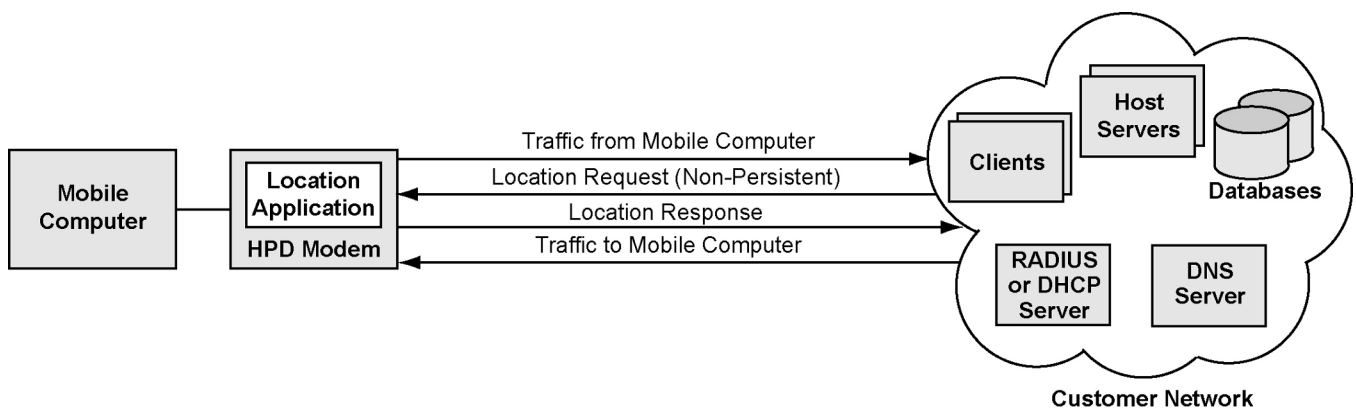 Mobile
Computer
Location
Application
HPD Modem
Traffic from Mobile Computer
Location Request (Non-Persistent)
Location Response
Traffic to Mobile Computer
Clients
Host
Servers
Databases
RADIUS
or DHCP
Server
DNS
Server
Customer Network